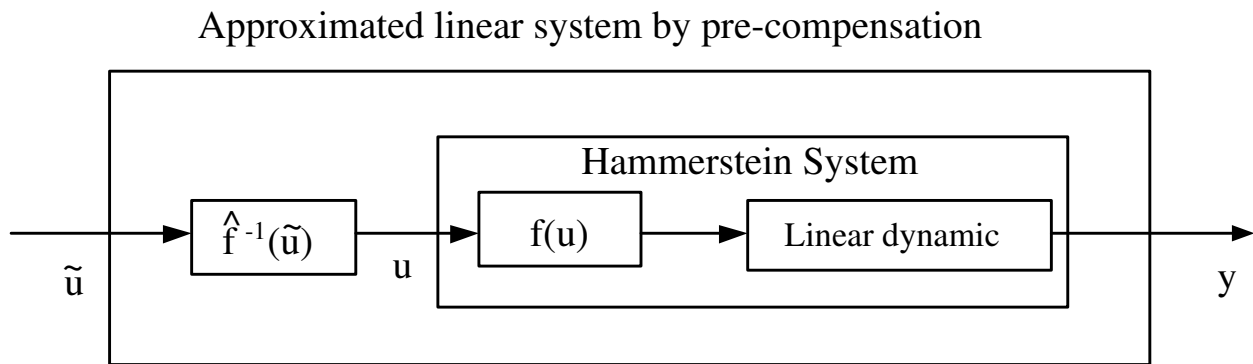 Approximated linear system by pre-compensation
Hammerstein System
f̂ -1(ũ)
f(u)
Linear dynamic
ũ
u
y